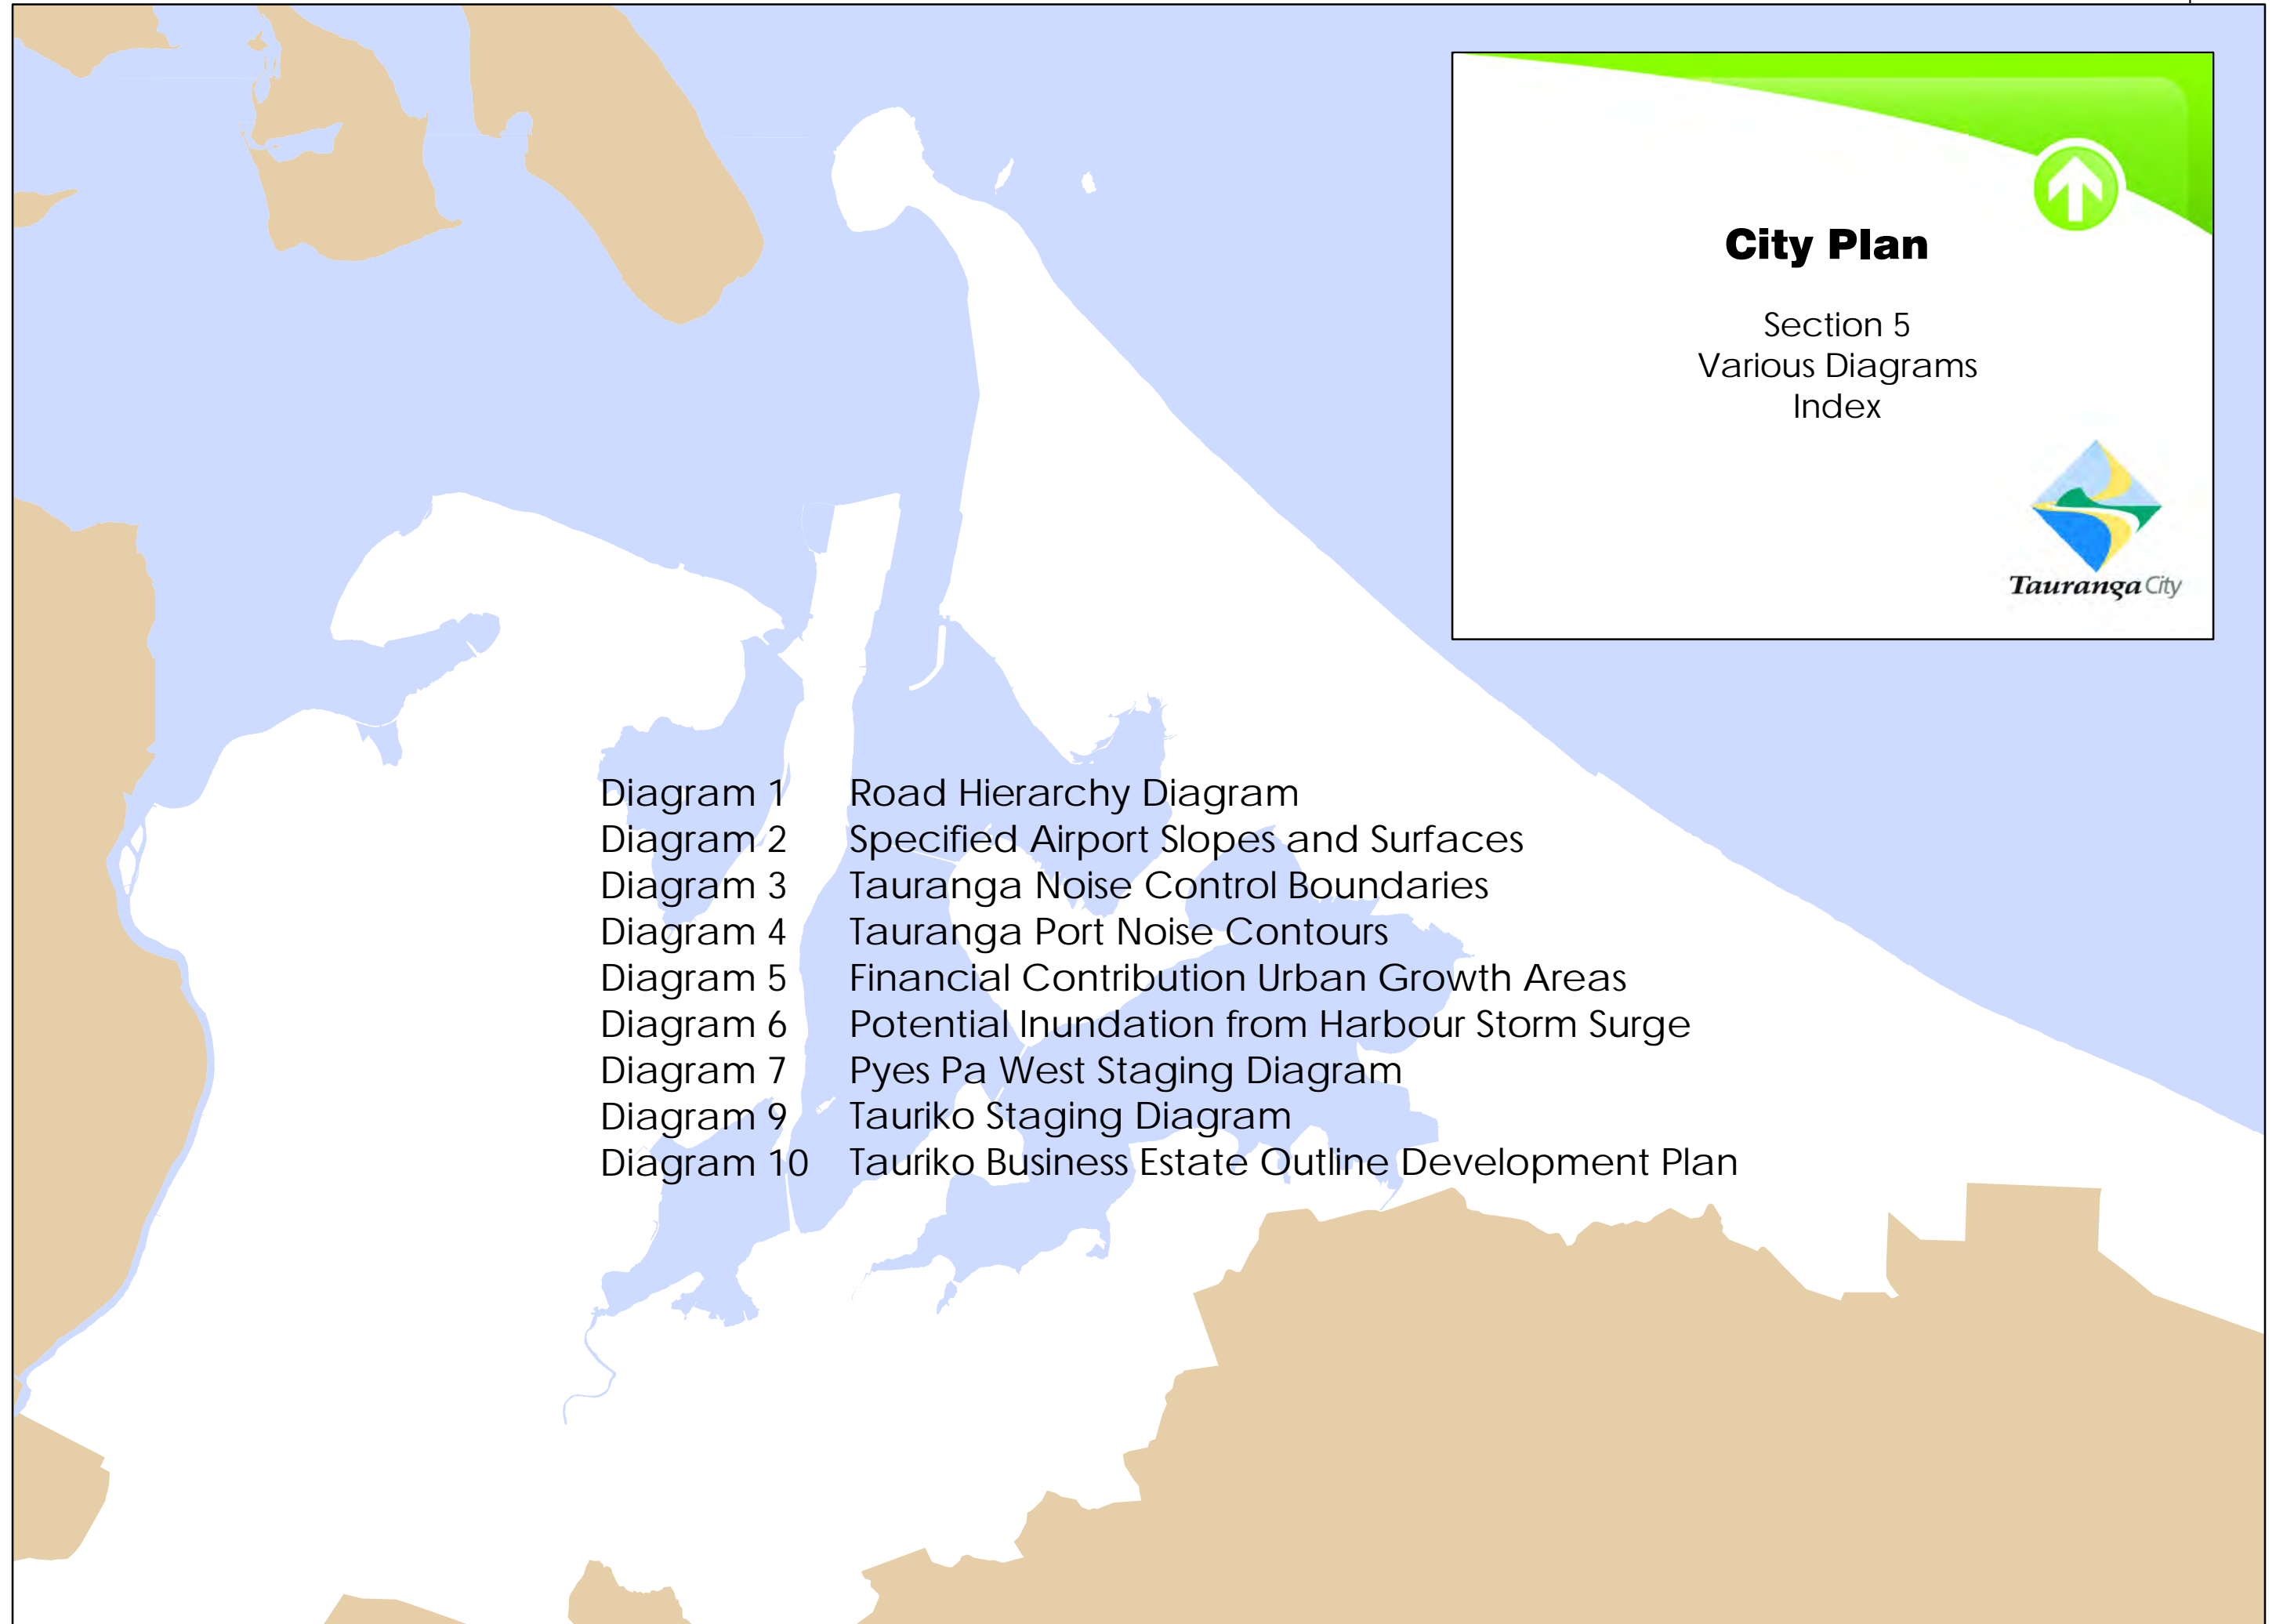 City Plan
Section 5
Various Diagrams
Index
Tauranga City
Diagram 1 Road Hierarchy Diagram
Diagram 2 Specified Airport Slopes and Surfaces
Diagram 3 Tauranga Noise Control Boundaries
Diagram 4 Tauranga Port Noise Contours
Diagram 5 Financial Contribution Urban Growth Areas
Diagram 6 Potential Inundation from Harbour Storm Surge
Diagram 7 Pyes Pa West Staging Diagram
Diagram 9 Tauriko Staging Diagram
Diagram 10 Tauriko Business Estate Outline Development Plan